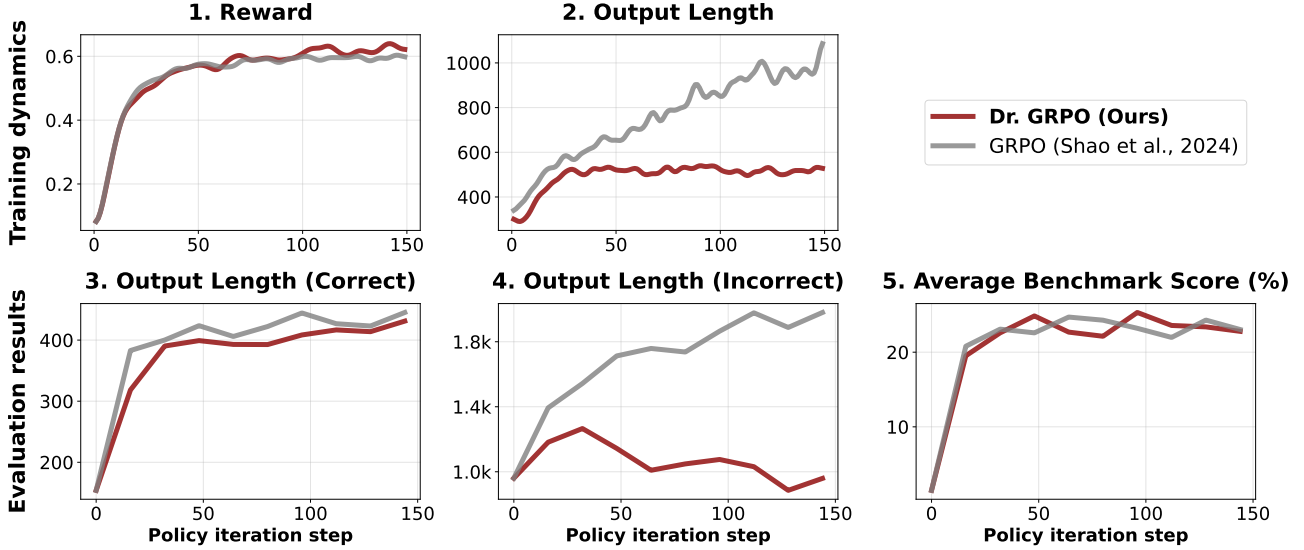 Training dynamics
1. Reward
0.6
0.4
0.2
0
50
100
150
2. Output Length
1000
800
600
400
0
50
100
150
Dr. GRPO (Ours)
GRPO (Shao et al., 2024)
Evaluation results
3. Output Length (Correct)
400
300
200
0
50
100
150
Policy iteration step
4. Output Length (Incorrect)
1.8k
1.4k
1.0k
0
50
100
150
Policy iteration step
5. Average Benchmark Score (%)
20
10
0
50
100
150
Policy iteration step